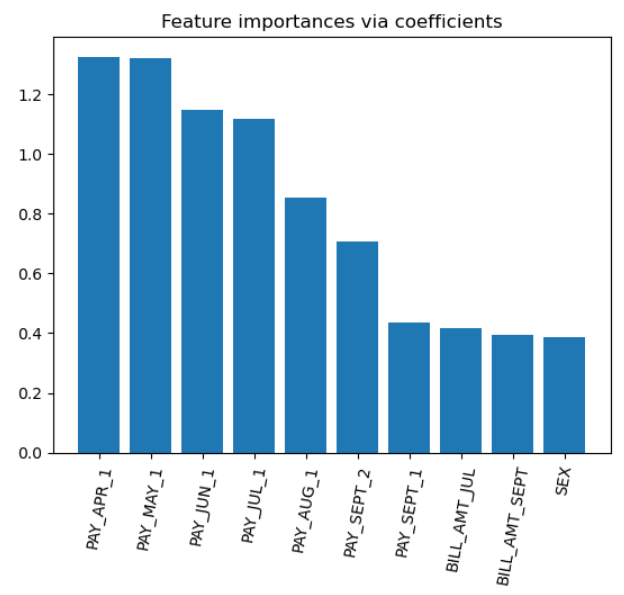 Feature importances via coefficients
1.2
1.0
0.8
0.6
0.4
0.2
0.0
PAY_APR_1
PAY_MAY_1
PAY_JUN_1
PAY_JUL_1
PAY_AUG_1
PAY_SEPT_2
PAY_SEPT_1
BILL_AMT_JUL
BILL_AMT_SEPT
SEX